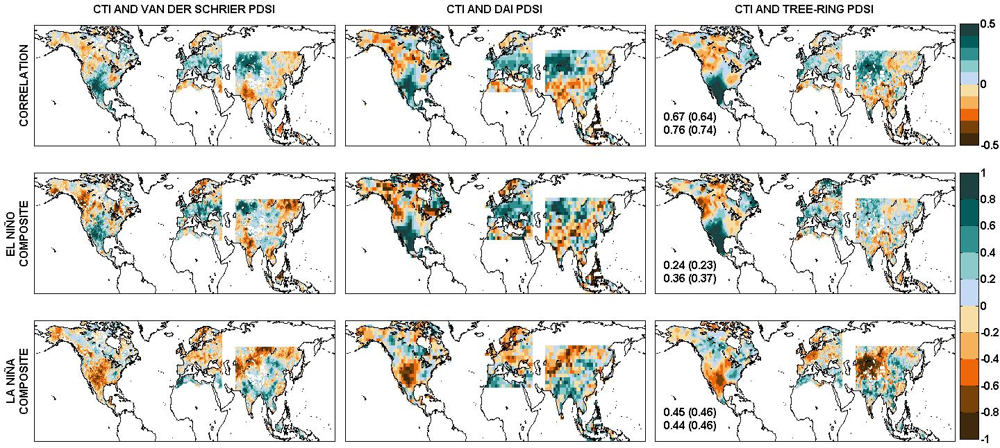 CTI AND VAN DER SCHRIER PDSI
CTI AND DAI PDSI
CTI AND TREE-RING PDSI
CORRELATION
0.67 (0.64)
0.76 (0.74)
0.5
0
-0.5
EL NIÑO
COMPOSITE
0.24 (0.23)
0.36 (0.37)
LA NIÑA
COMPOSITE
0.45 (0.46)
0.44 (0.46)
1
0.8
0.6
0.4
0.2
0
-0.2
-0.4
-0.6
-0.8
-1